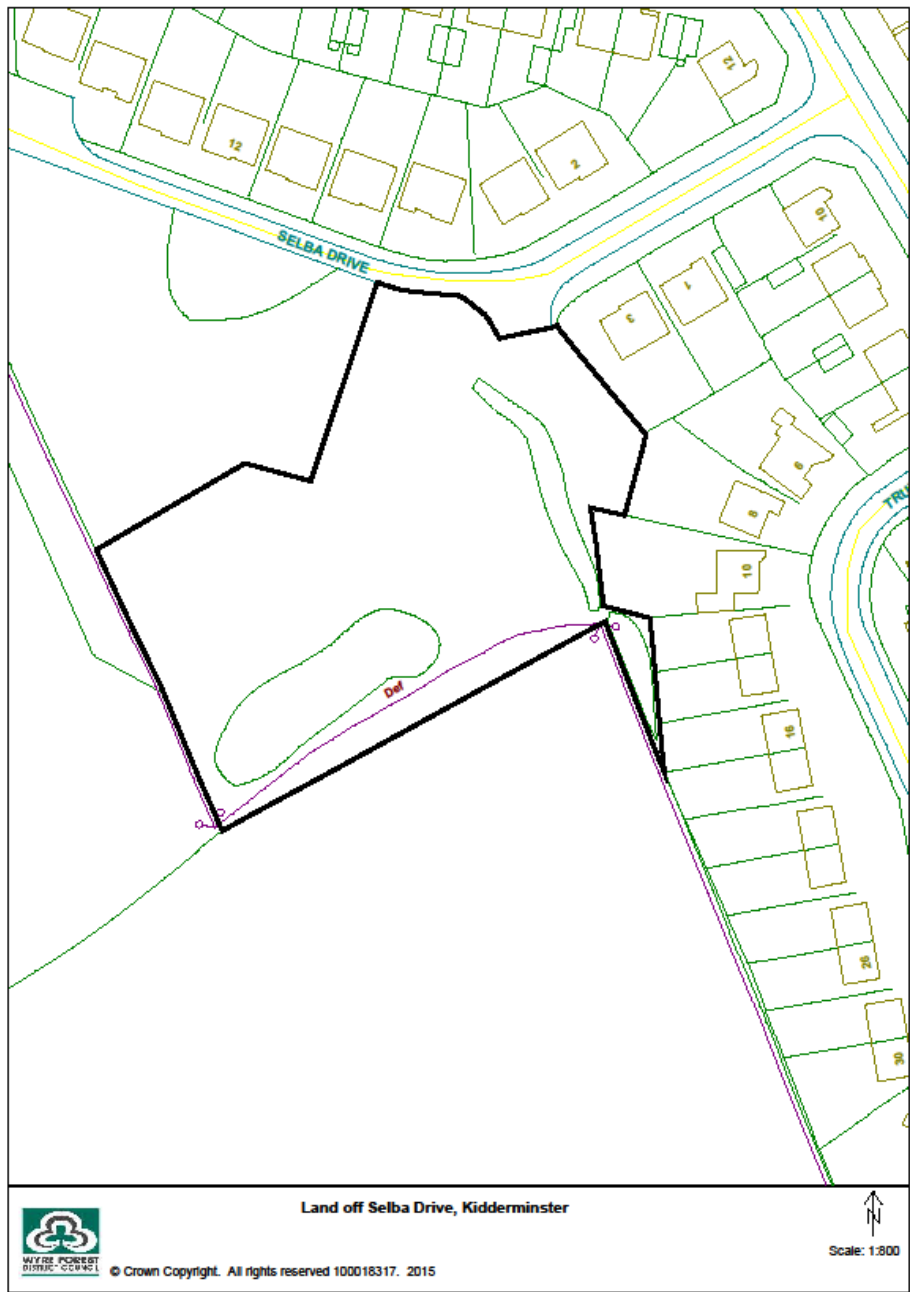 12
12
2
SELBA DRIVE
10
1
3
6
8
TRU
10
Def
16
26
30
Land off Selba Drive, Kidderminster
N
Scale: 1:800
WYRE FOREST
DISTRICT COUNCIL
© Crown Copyright. All rights reserved 100018317. 2015